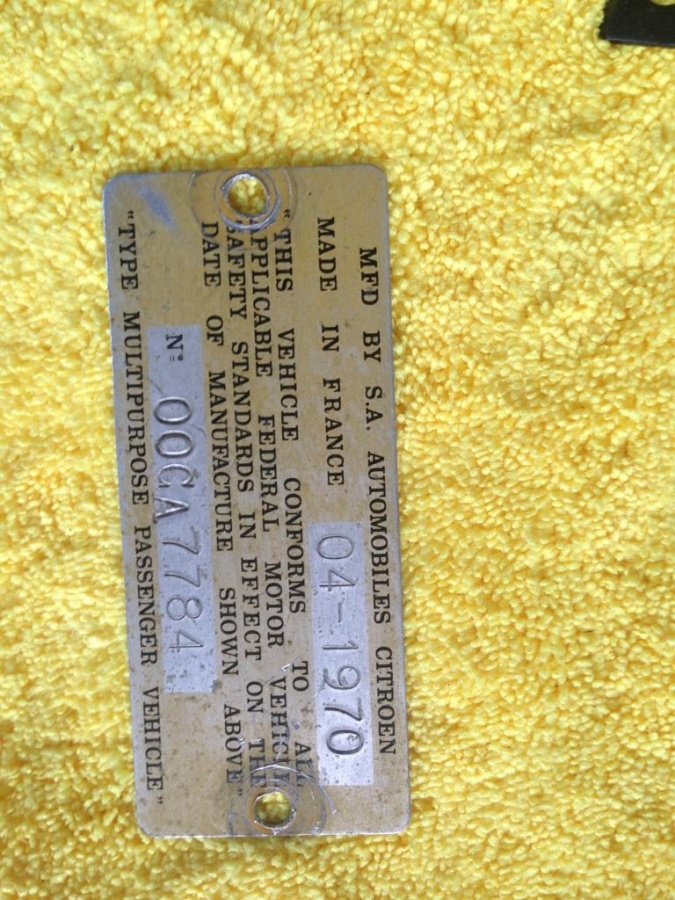 MFD BY S.A. AUTOMOBILES CITROEN
MADE IN FRANCE 04-1970
"THIS VEHICLE CONFORMS TO ALL
APPLICABLE FEDERAL MOTOR VEHICLE
SAFETY STANDARDS IN EFFECT ON THE
DATE OF MANUFACTURE SHOWN ABOVE"
N° 00CA7784
"TYPE MULTIPURPOSE PASSENGER VEHICLE"